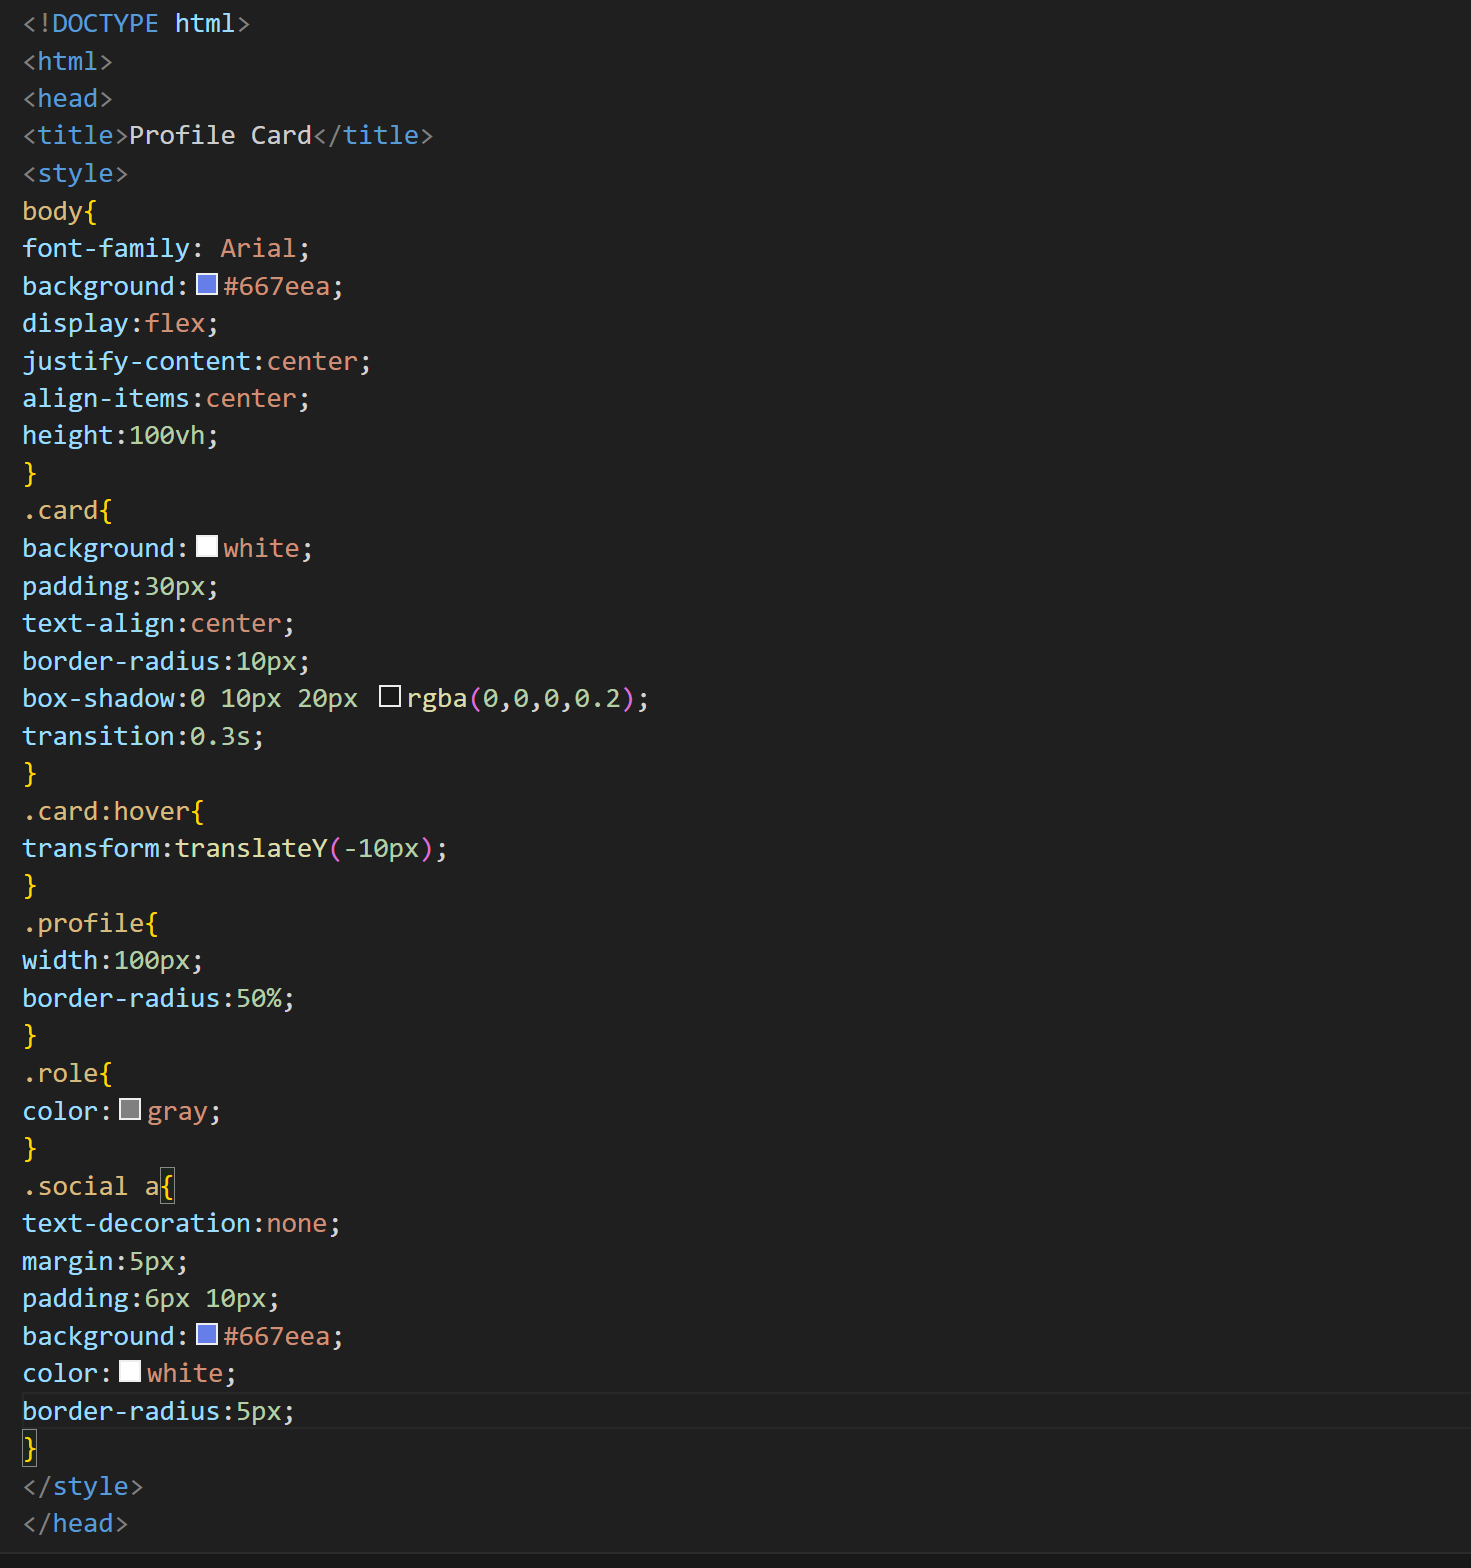 <!DOCTYPE html>
<html>
<head>
<title>Profile Card</title>
<style>
body{
font-family: Arial;
background:#667eea;
display:flex;
justify-content:center;
align-items:center;
height:100vh;
}
.card{
background:white;
padding:30px;
text-align:center;
border-radius:10px;
box-shadow:0 10px 20px rgba(0,0,0,0.2);
transition:0.3s;
}
.card:hover{
transform:translateY(-10px);
}
.profile{
width:100px;
border-radius:50%;
}
.role{
color:gray;
}
.social a{
text-decoration:none;
margin:5px;
padding:6px 10px;
background:#667eea;
color:white;
border-radius:5px;
}
</style>
</head>